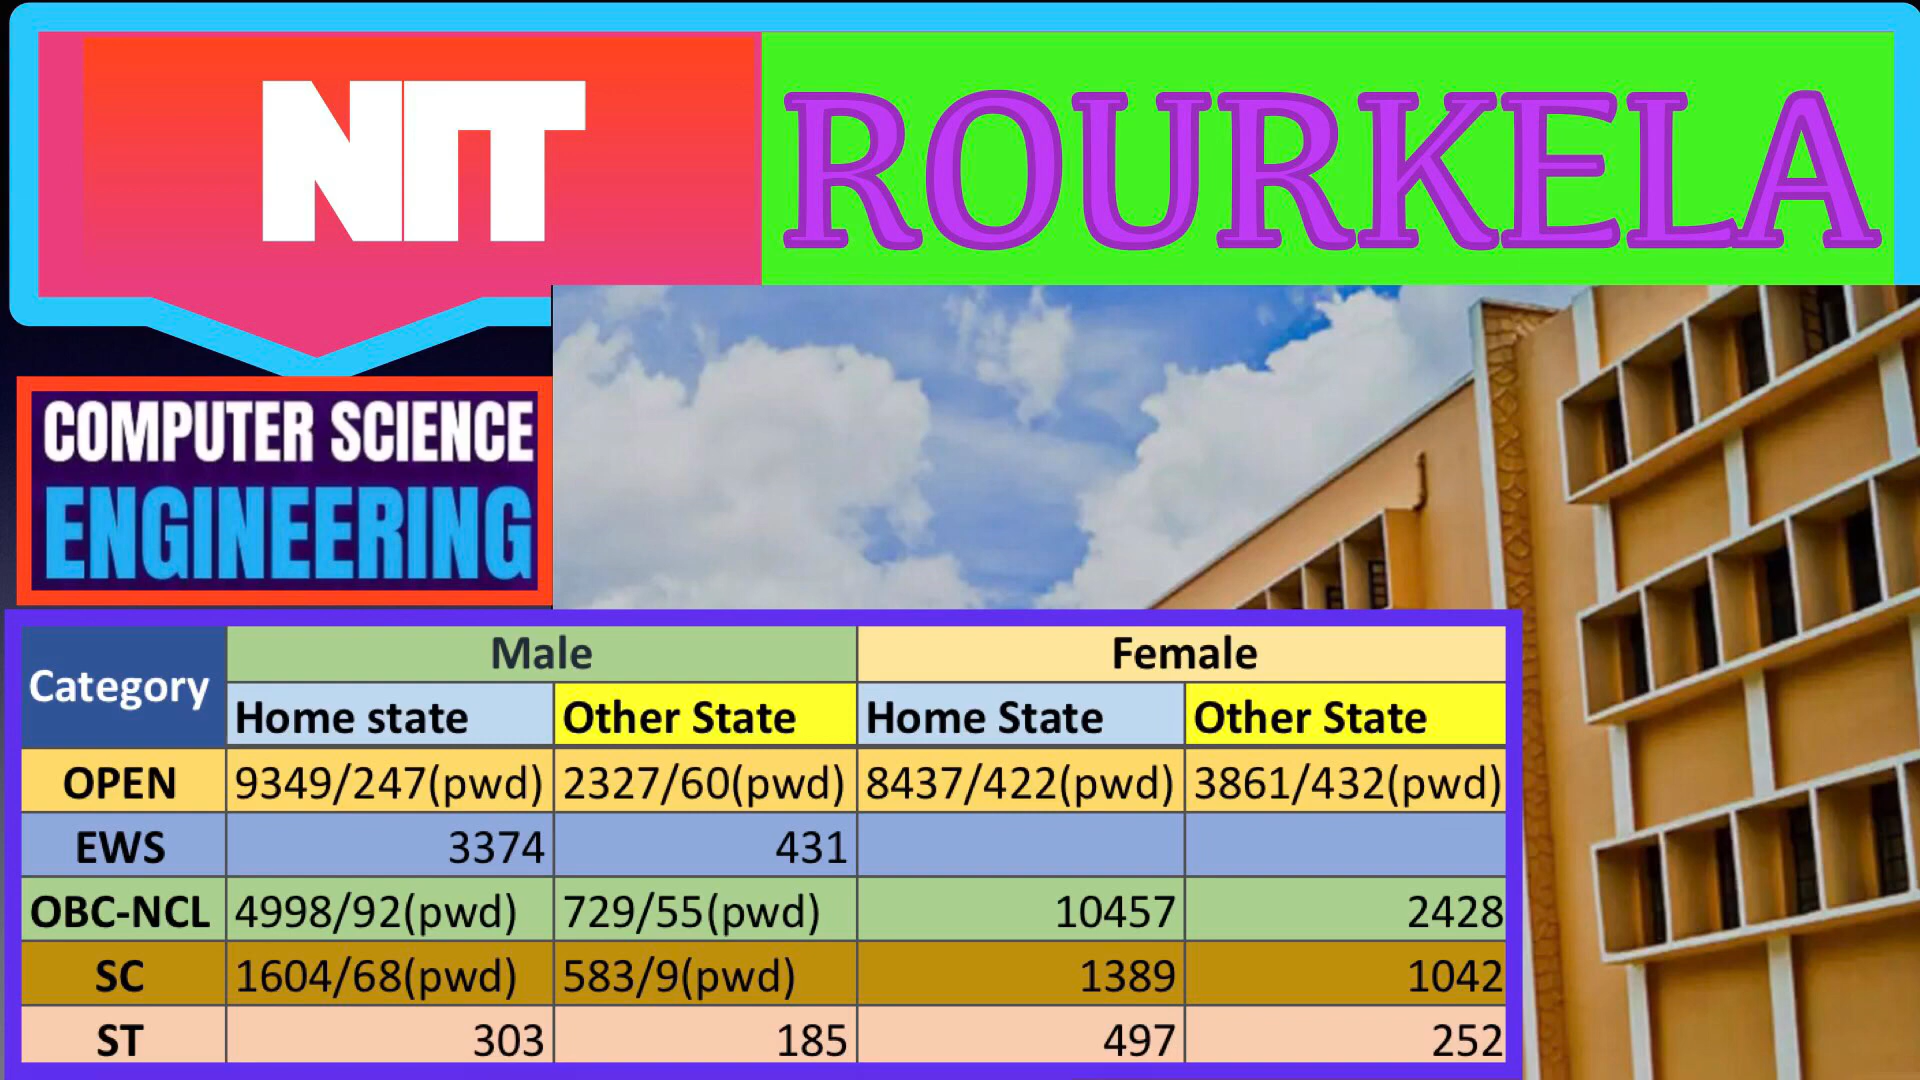 NIT ROURKELA
COMPUTER SCIENCE
ENGINEERING
Category Male Female
Home state Other State Home State Other State
OPEN 9349/247(pwd) 2327/60(pwd) 8437/422(pwd) 3861/432(pwd)
EWS 3374 431
OBC-NCL 4998/92(pwd) 729/55(pwd) 10457 2428
SC 1604/68(pwd) 583/9(pwd) 1389 1042
ST 303 185 497 252